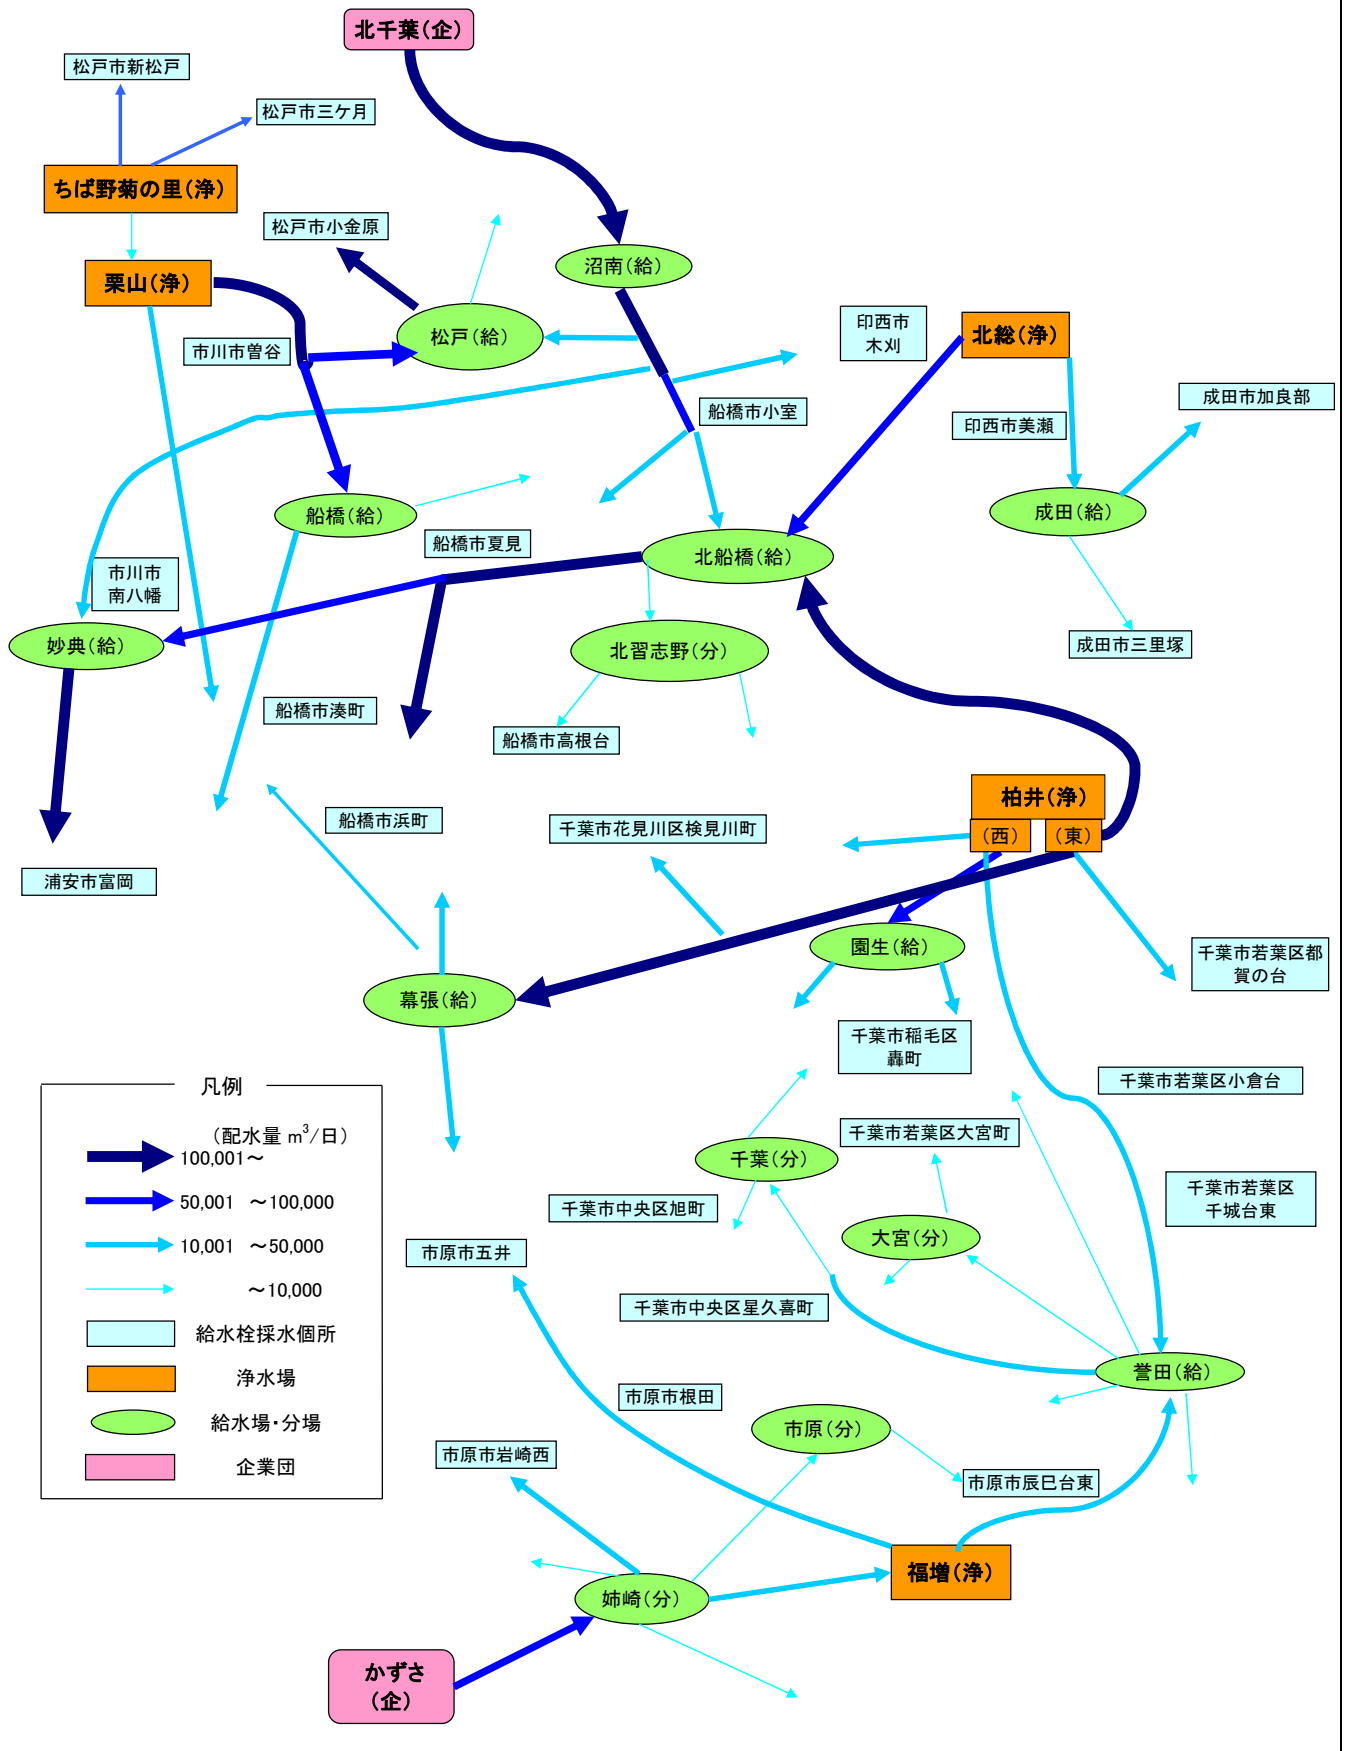 北千葉(企)
松戸市新松戸
松戸市三ケ月
ちば野菊の里(浄)
松戸市小金原
沼南(給)
栗山(浄)
松戸(給)
市川市曽谷
印西市
木刈
北総(浄)
船橋市小室
成田市加良部
印西市美瀬
船橋(給)
成田(給)
船橋市夏見
北船橋(給)
市川市
南八幡
妙典(給)
北習志野(分)
成田市三里塚
船橋市湊町
船橋市高根台
柏井(浄)
(西)
(東)
船橋市浜町
千葉市花見川区検見川町
浦安市富岡
園生(給)
千葉市若葉区都
賀の台
幕張(給)
千葉市稲毛区
轟町
千葉市若葉区小倉台
凡例
(配水量 m³/日)
100,001～
50,001 ～100,000
10,001 ～50,000
～10,000
給水栓採水個所
浄水場
給水場・分場
企業団
千葉市若葉区大宮町
千葉(分)
千葉市中央区旭町
千葉市若葉区
千城台東
大宮(分)
市原市五井
千葉市中央区星久喜町
誉田(給)
市原市根田
市原(分)
市原市岩崎西
市原市辰巳台東
福増(浄)
姉崎(分)
かずさ
(企)